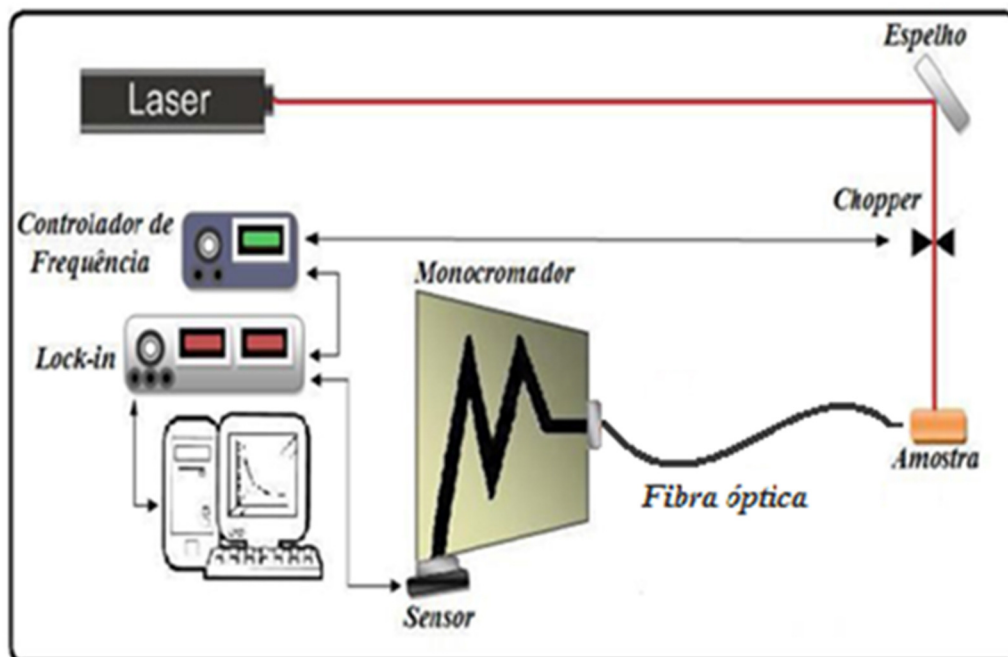 Espelho
Laser
Chopper
Controlador de
Frequência
Monocromador
Lock-in
Amostra
Fibra óptica
Sensor